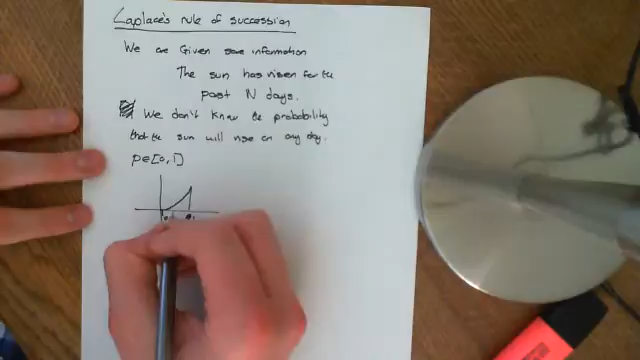 Laplace's rule of succession
We are Given some information
The sun has risen for the
past N days.
We don't know the probability
that the sun will rise on any day.
p∈[0,1]